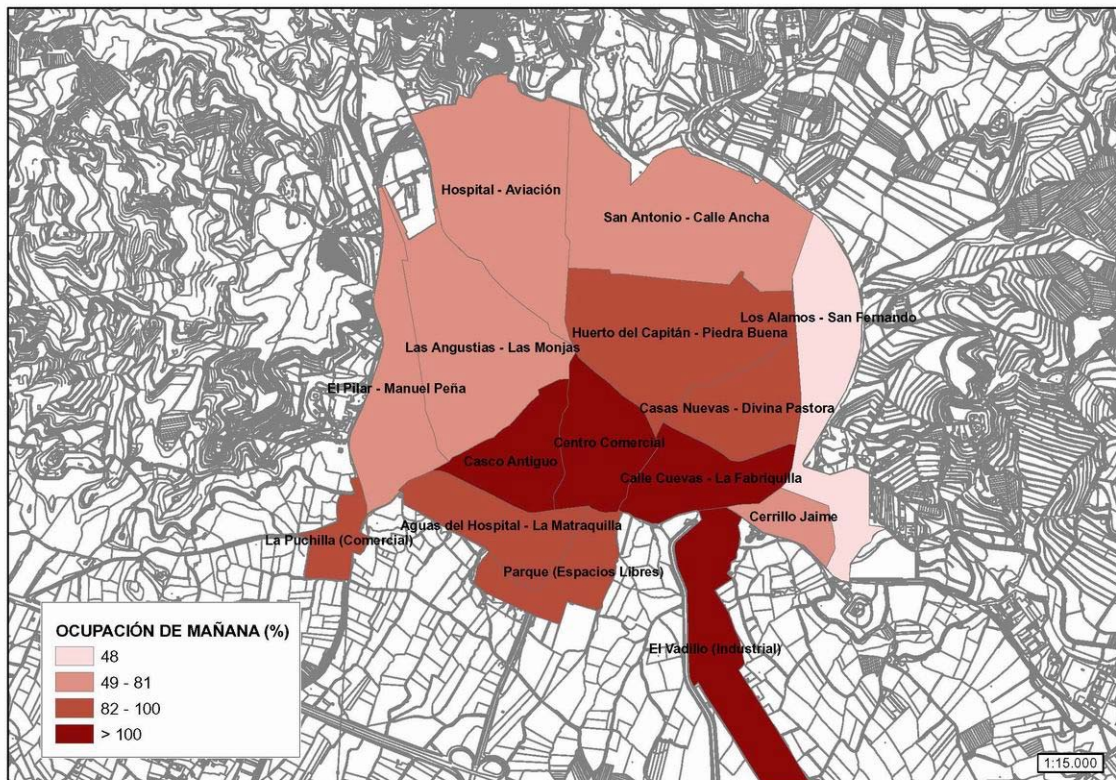 Hospital - Aviación
San Antonio - Calle Ancha
Los Alamos - San Fernando
Huerto del Capitán - Piedra Buena
Las Angustias - Las Monjas
El Pilar - Manuel Peña
Casas Nuevas - Divina Pastora
Centro Comercial
Casco Antiguo
Calle Cuevas - La Fabriquilla
Cerrillo Jaime
Aguas del Hospital - La Matraquilla
La Puchilla (Comercial)
Parque (Espacios Libres)
El Vadillo (Industrial)
OCUPACIÓN DE MAÑANA (%)
48
49 - 81
82 - 100
> 100
1:15.000